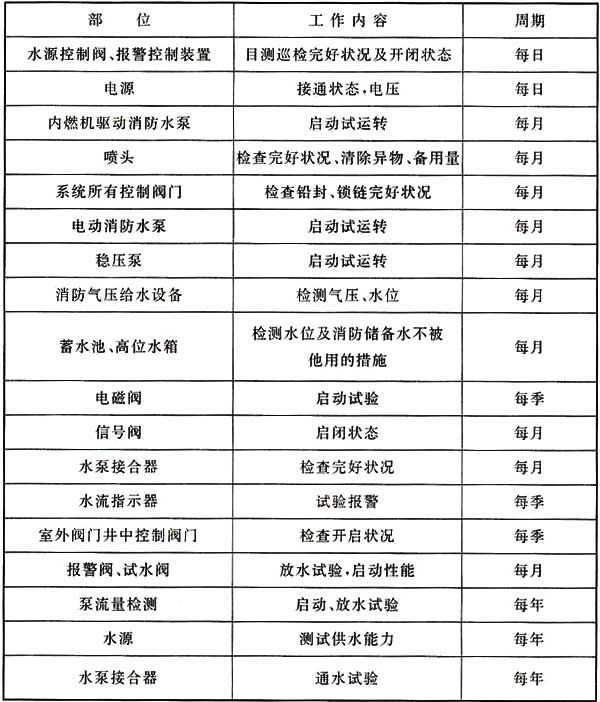 部 位 工作内容 周期
水源控制阀、报警控制装置 目测巡检完好状况及开闭状态 每日
电源 接通状态,电压 每日
内燃机驱动消防水泵 启动试运转 每月
喷头 检查完好状况、清除异物、备用量 每月
系统所有控制阀门 检查铅封、锁链完好状况 每月
电动消防水泵 启动试运转 每月
稳压泵 启动试运转 每月
消防气压给水设备 检测气压、水位 每月
蓄水池、高位水箱 检测水位及消防储备水不被
他用的措施 每月
电磁阀 启动试验 每季
信号阀 启闭状态 每月
水泵接合器 检查完好状况 每月
水流指示器 试验报警 每季
室外阀门井中控制阀门 检查开启状况 每季
报警阀、试水阀 放水试验,启动性能 每月
泵流量检测 启动、放水试验 每年
水源 测试供水能力 每年
水泵接合器 通水试验 每年